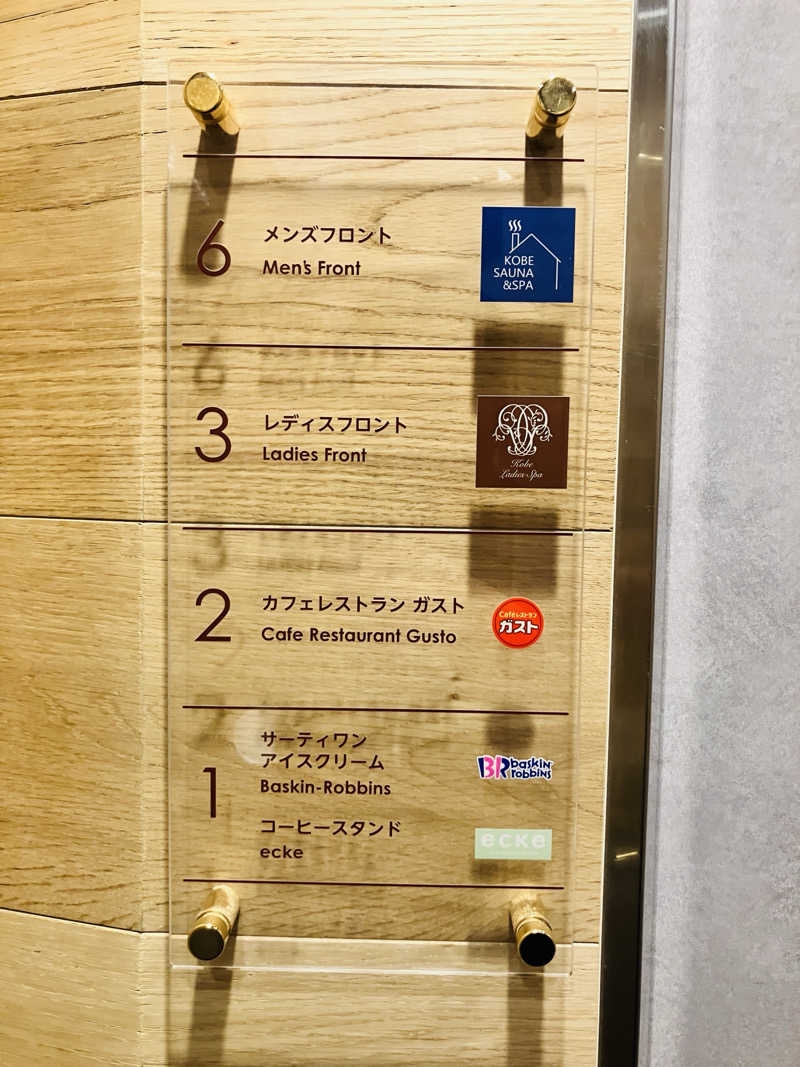 6
メンズフロント
Men's Front
KOBE
SAUNA
&SPA
3
レディスフロント
Ladies Front
Kobe
Ladies Spa
2
カフェレストラン ガスト
Cafe Restaurant Gusto
Caféレストラン
ガスト
1
サーティワン
アイスクリーム
Baskin-Robbins
BR baskin
robbins
コーヒースタンド
ecke
ecke